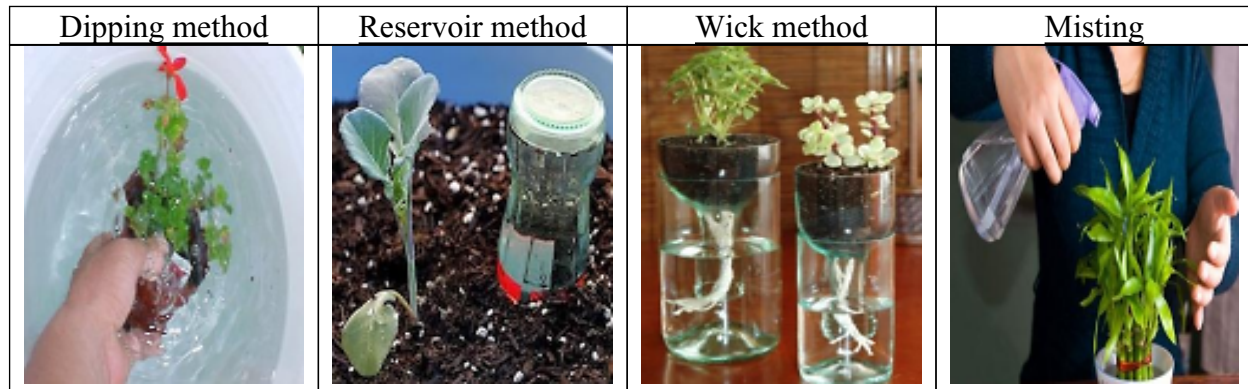 Dipping method
Reservoir method
Wick method
Misting